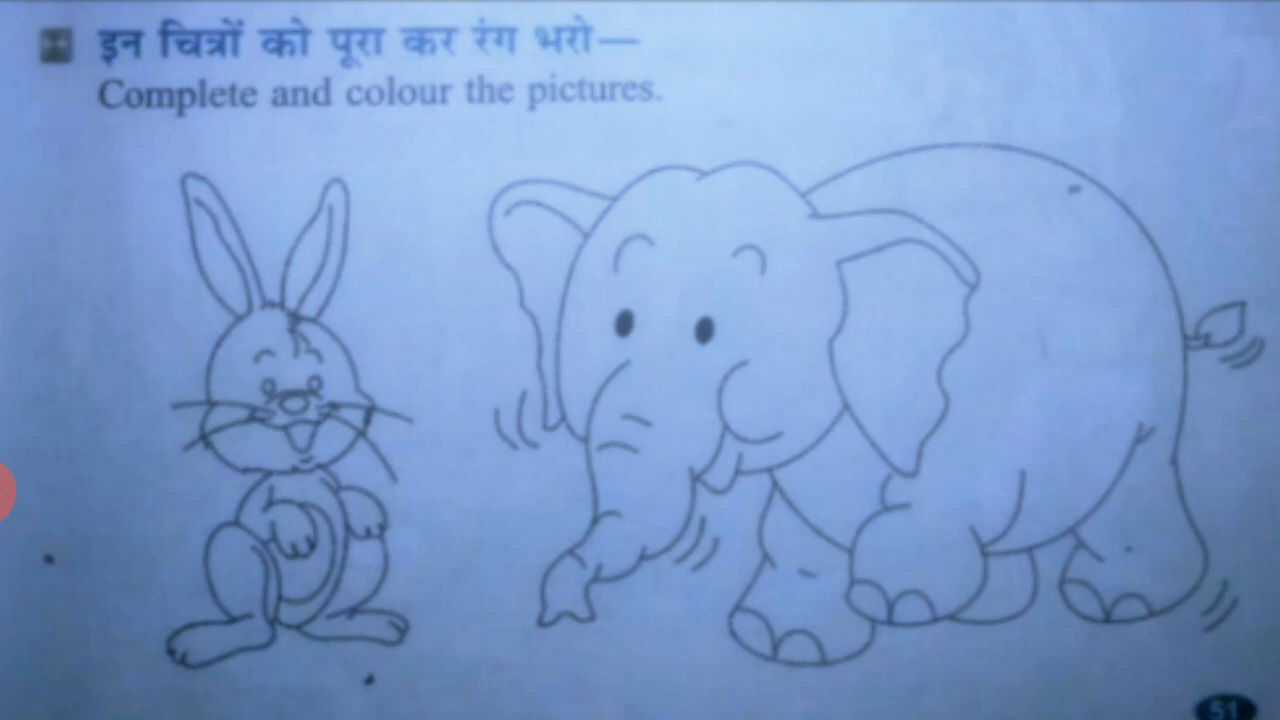 इन चित्रों को पूरा कर रंग भरो—
Complete and colour the pictures.
51